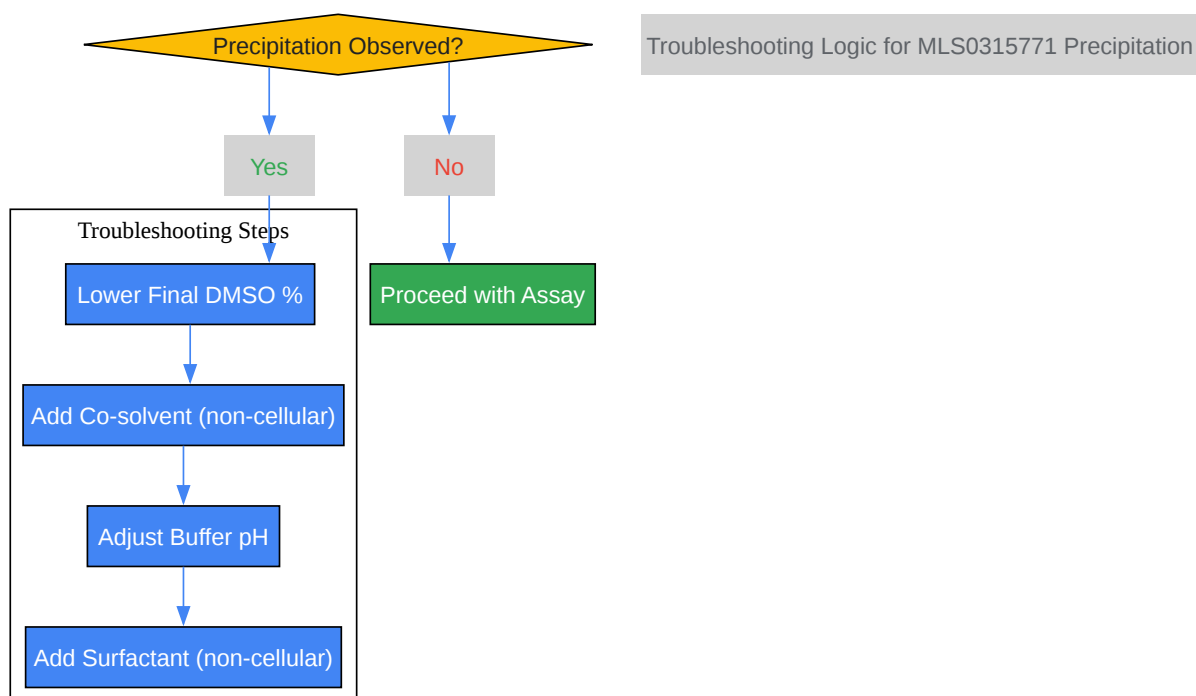 Precipitation Observed?
Troubleshooting Logic for MLS0315771 Precipitation
Yes
No
Troubleshooting Steps
Lower Final DMSO %
Proceed with Assay
Add Co-solvent (non-cellular)
Adjust Buffer pH
Add Surfactant (non-cellular)